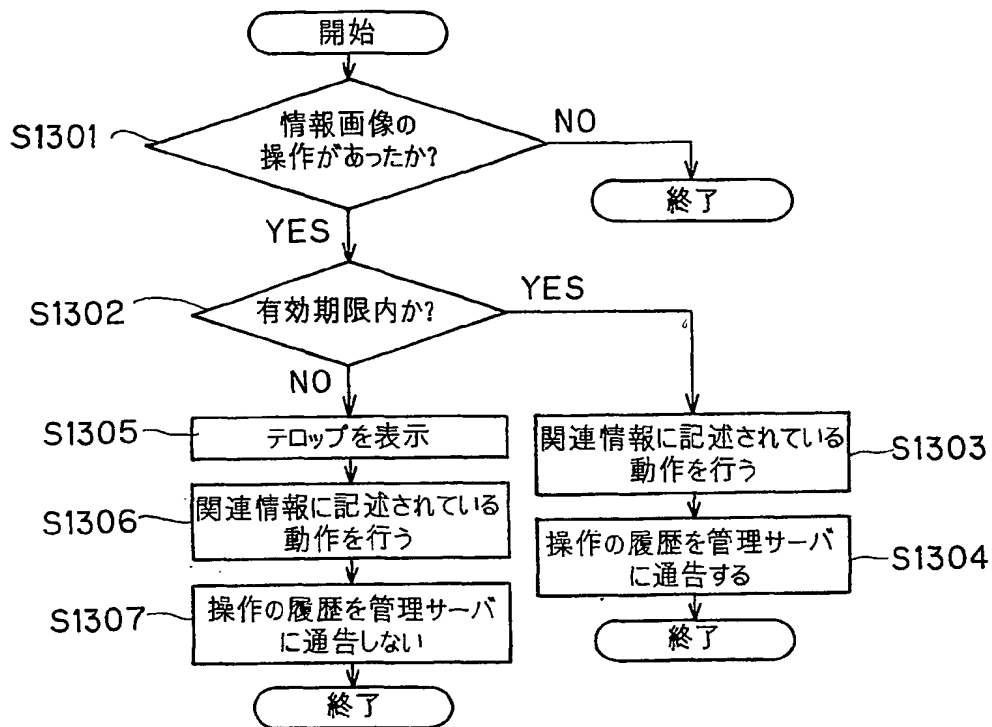 開始
S1301
情報画像の
操作があったか?
NO
終了
YES
S1302
有効期限内か?
YES
NO
S1305
テロップを表示
関連情報に記述されている
動作を行う
S1303
S1306
関連情報に記述されている
動作を行う
操作の履歴を管理サーバ
に通告する
S1304
S1307
操作の履歴を管理サーバ
に通告しない
終了
終了